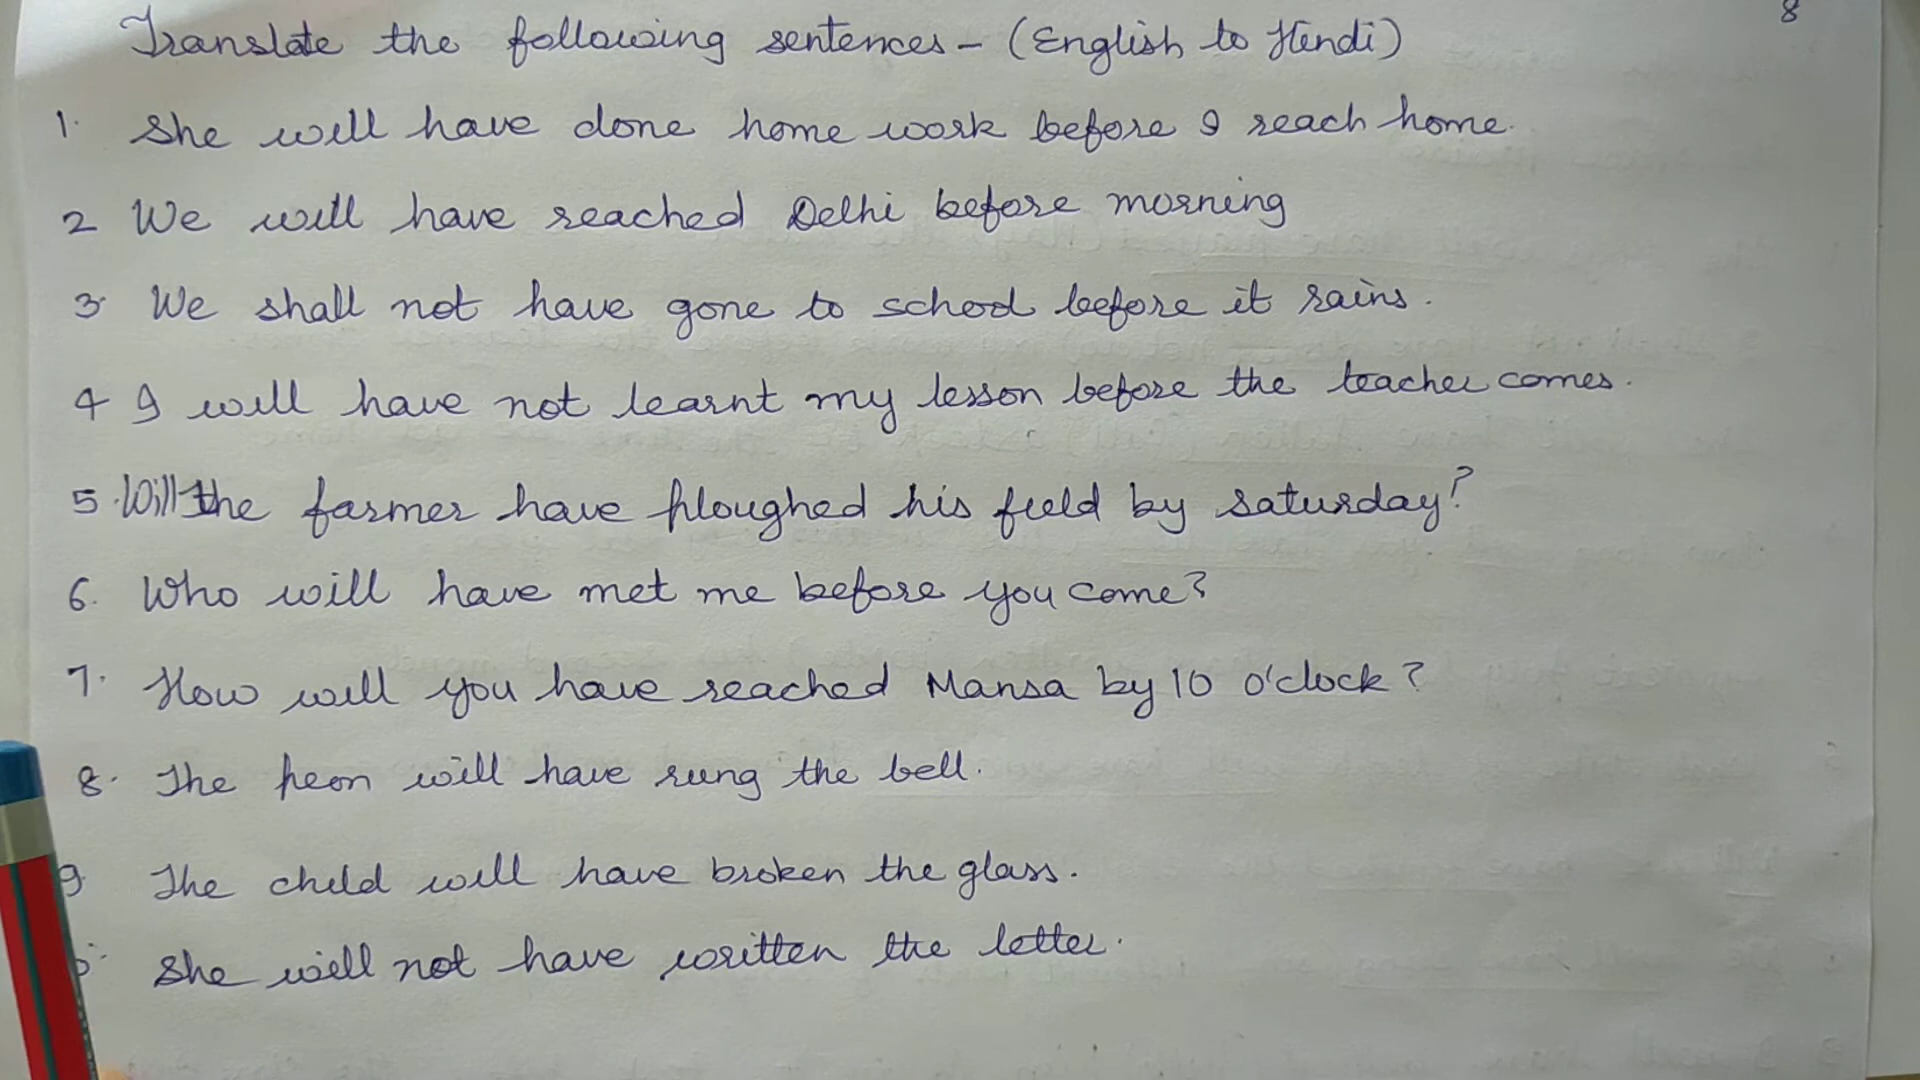 8
Translate the following sentences - (English to Hindi)
1. She will have done home work before I reach home.
2 We will have reached Delhi before morning
3. We shall not have gone to school before it rains.
4 I will have not learnt my lesson before the teacher comes.
5. Will the farmer have ploughed his field by saturday?
6. Who will have met me before you come?
7. How will you have reached Mansa by 10 o'clock?
8. The peon will have rung the bell.
9. The child will have broken the glass.
She will not have written the letter.